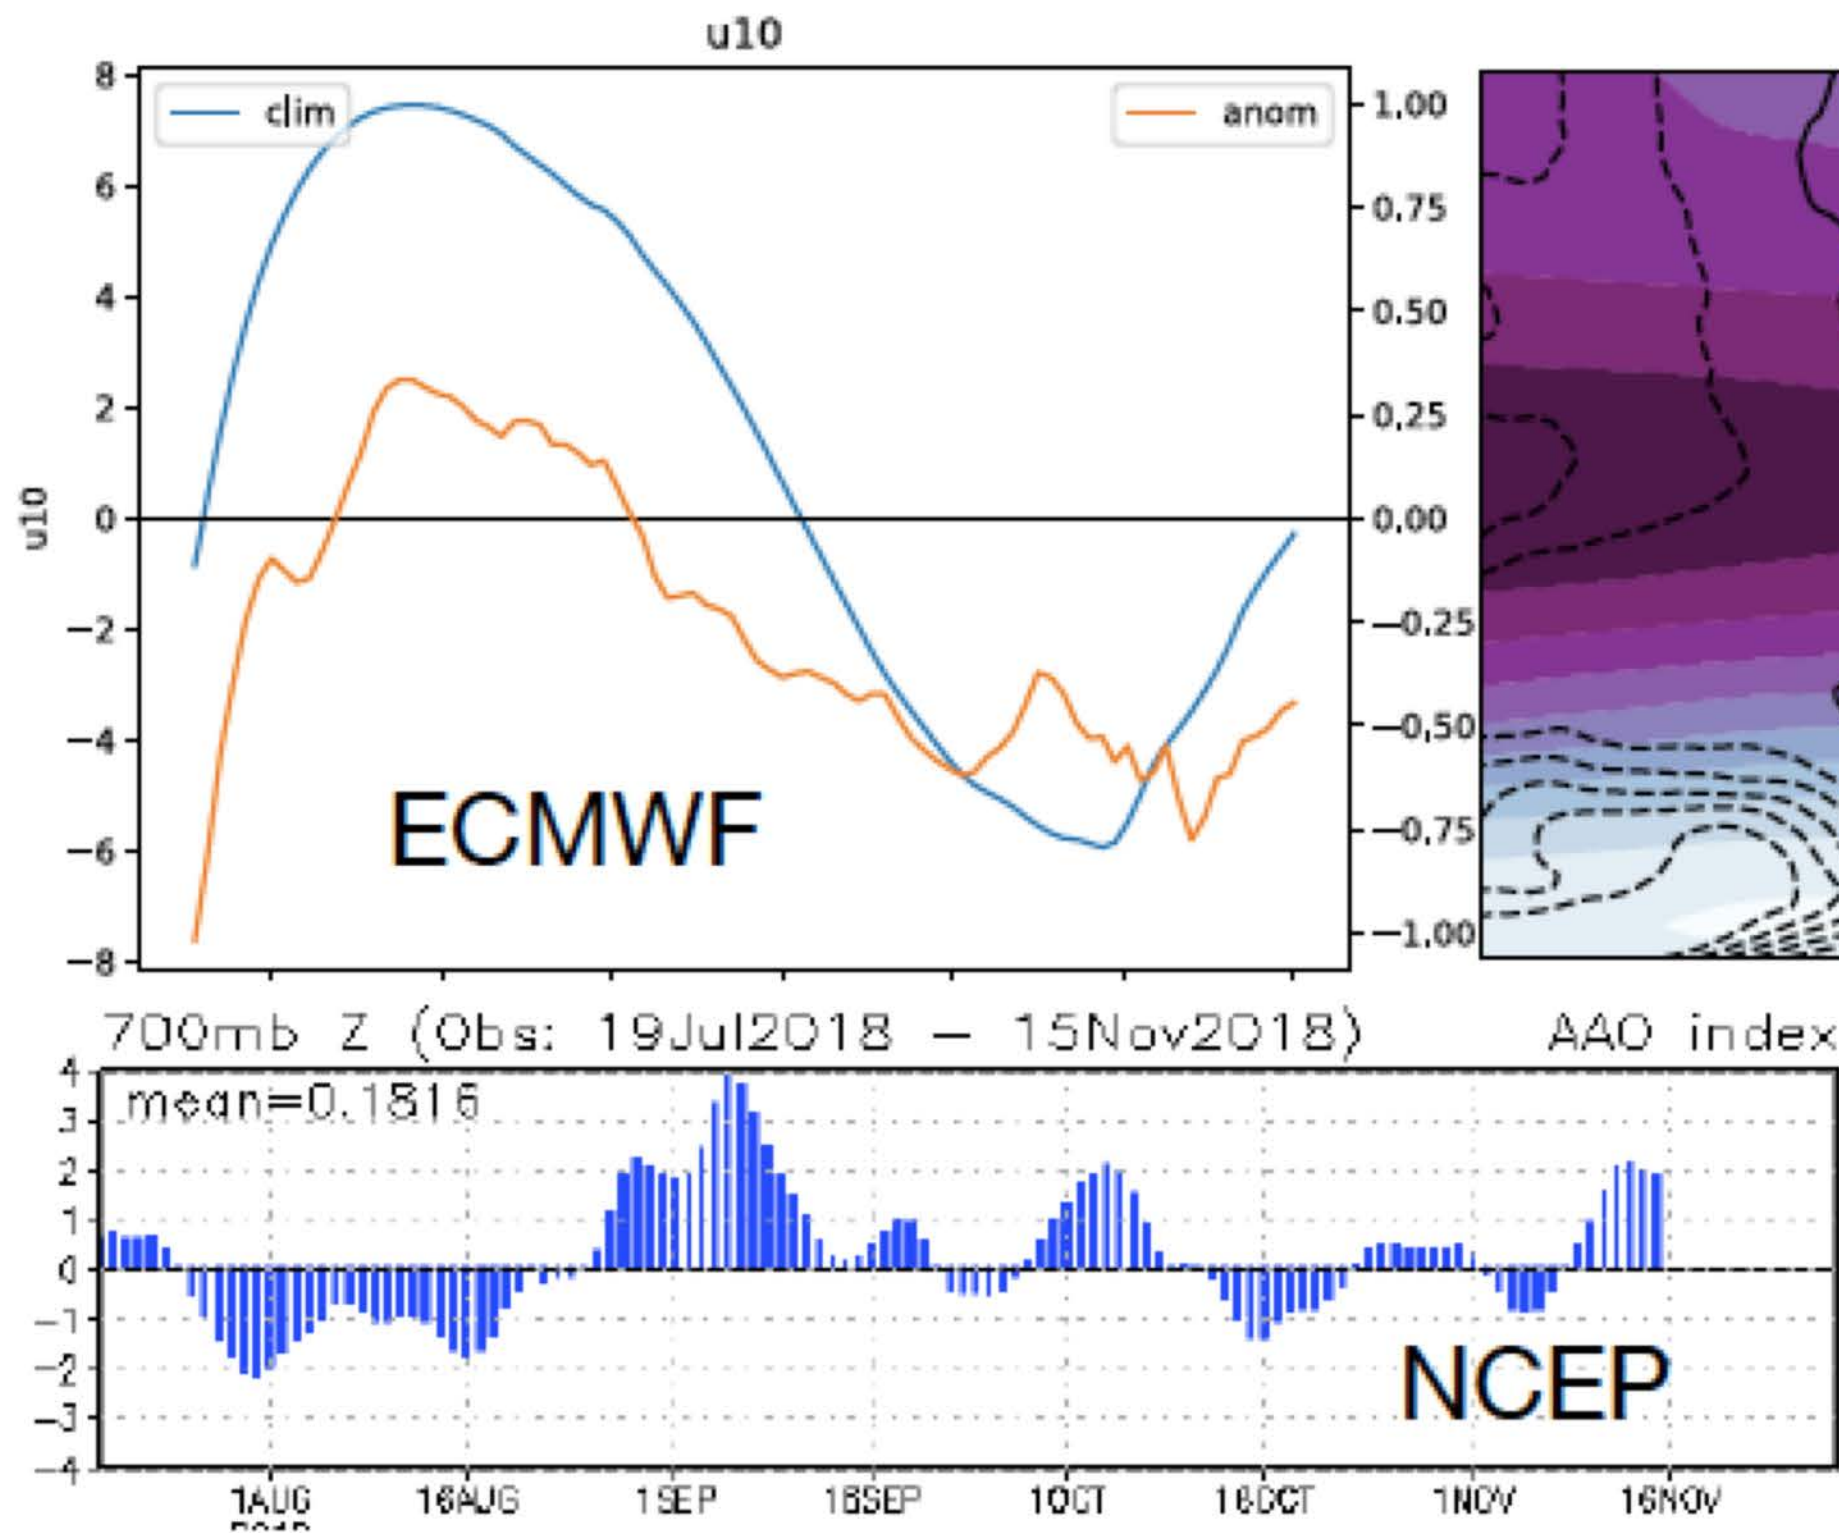 u10
clim
anom
8
6
4
2
0
−2
−4
−6
−8
u10
1.00
0.75
0.50
0.25
0.00
−0.25
−0.50
−0.75
−1.00
ECMWF
700mb Z (Obs: 19Jul2018 – 15Nov2018)
AAO index
mean=0.1816
4
3
2
1
0
−1
−2
−3
−4
NCEP
1AUG 16AUG 1SEP 16SEP 1OCT 16OCT 1NOV 16NOV